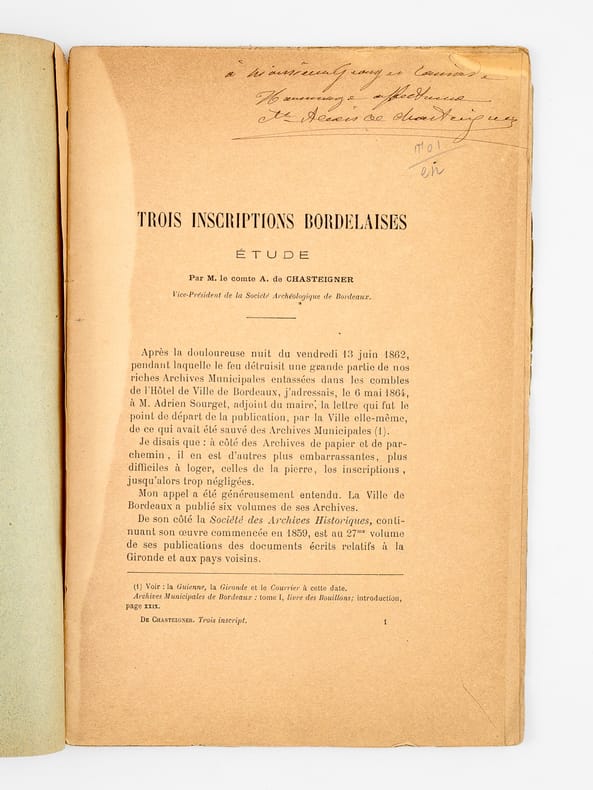 à Monsieur Georges
Hommage affectueux
Cte Alexis de Chasteigner
TROIS INSCRIPTIONS BORDELAISES
ÉTUDE
Par M. le comte A. de CHASTEIGNER
Vice-Président de la Société Archéologique de Bordeaux.
Après la douloureuse nuit du vendredi 13 juin 1862,
pendant laquelle le feu détruisit une grande partie de nos
riches Archives Municipales entassées dans les combles
de l'Hôtel de Ville de Bordeaux, j'adressais, le 6 mai 1864,
à M. Adrien Sourget, adjoint du maire, la lettre qui fut le
point de départ de la publication, par la Ville elle-même,
de ce qui avait été sauvé des Archives Municipales (1).
Je disais que : à côté des Archives de papier et de par-
chemin, il en est d'autres plus embarrassantes, plus
difficiles à loger, celles de la pierre, les inscriptions,
jusqu'alors trop négligées.
Mon appel a été généreusement entendu. La Ville de
Bordeaux a publié six volumes de ses Archives.
De son côté la Société des Archives Historiques, conti-
nuant son œuvre commencée en 1859, est au 27me volume
de ses publications des documents écrits relatifs à la
Gironde et aux pays voisins.
(1) Voir : la Guienne, la Gironde et le Courrier à cette date.
Archives Municipales de Bordeaux : tome I, livre des Bouillons; introduction,
page XXIX.
DE CHASTEIGNER. Trois inscript. 1